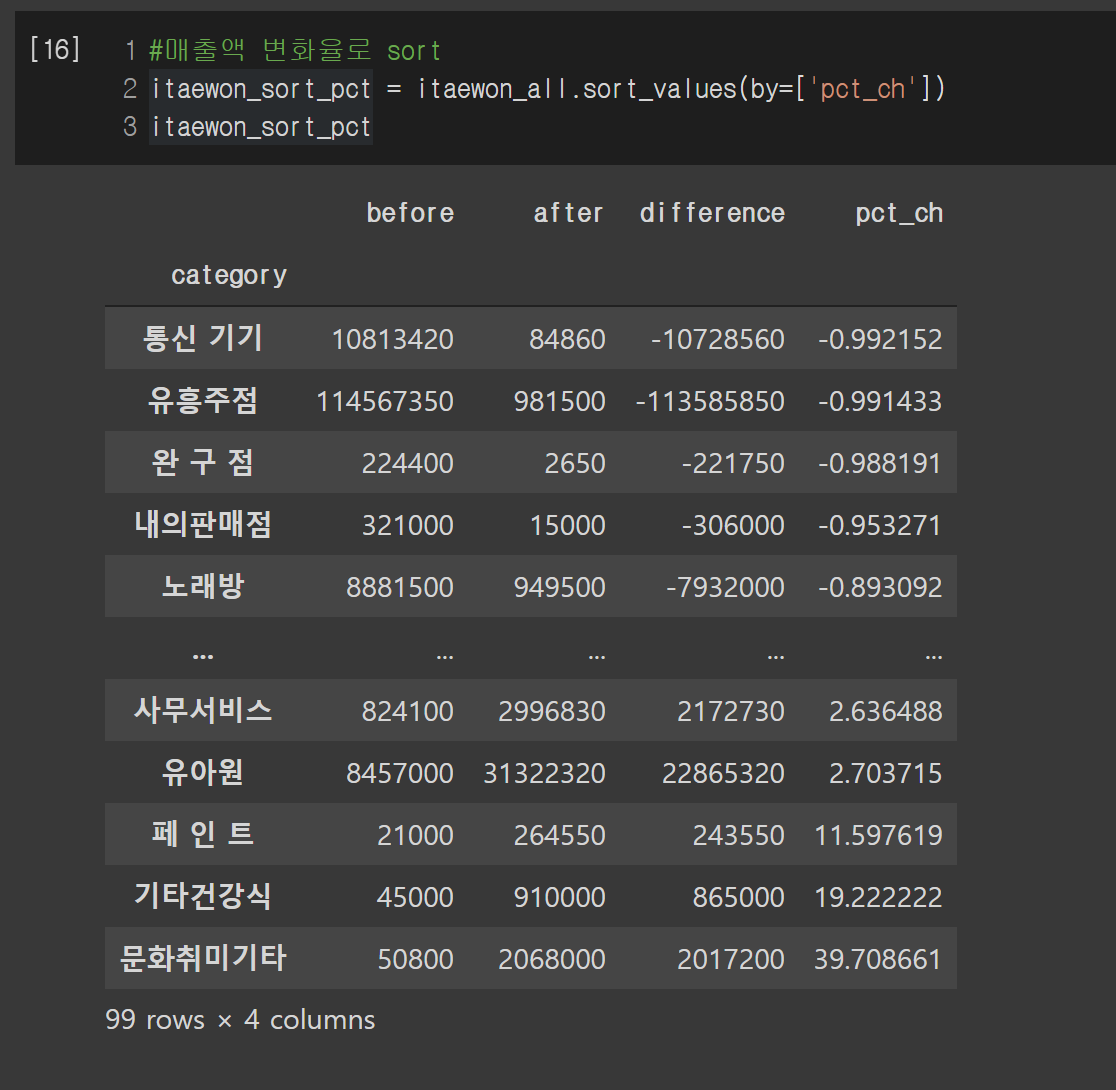 [16] 1 #매출액 변화율로 sort
2 itaewon_sort_pct = itaewon_all.sort_values(by=['pct_ch'])
3 itaewon_sort_pct
before after difference pct_ch
category
통신 기기 10813420 84860 -10728560 -0.992152
유흥주점 114567350 981500 -113585850 -0.991433
완 구 점 224400 2650 -221750 -0.988191
내의판매점 321000 15000 -306000 -0.953271
노래방 8881500 949500 -7932000 -0.893092
... ... ... ... ...
사무서비스 824100 2996830 2172730 2.636488
유아원 8457000 31322320 22865320 2.703715
페 인 트 21000 264550 243550 11.597619
기타건강식 45000 910000 865000 19.222222
문화취미기타 50800 2068000 2017200 39.708661
99 rows × 4 columns